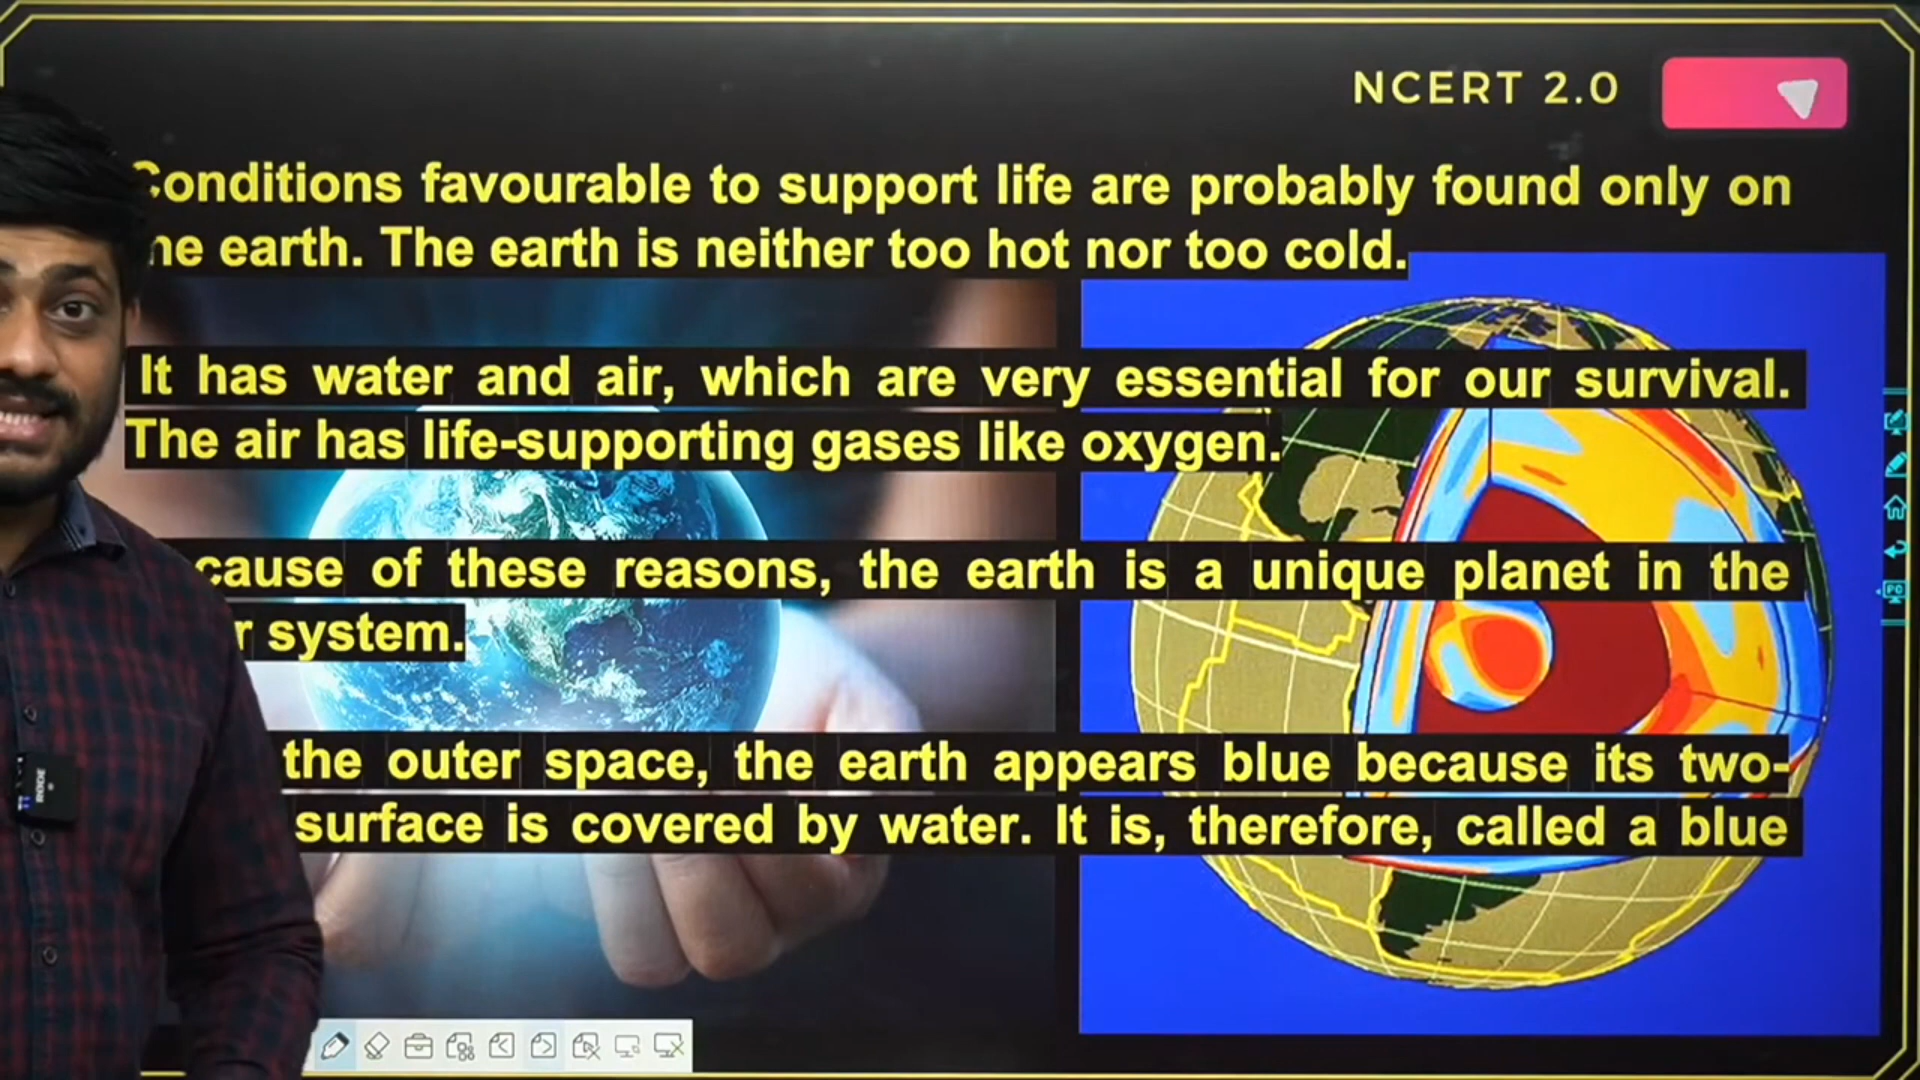 NCERT 2.0
Conditions favourable to support life are probably found only on
he earth. The earth is neither too hot nor too cold.
It has water and air, which are very essential for our survival.
The air has life-supporting gases like oxygen.
cause of these reasons, the earth is a unique planet in the
r system.
the outer space, the earth appears blue because its two-
surface is covered by water. It is, therefore, called a blue
RODE